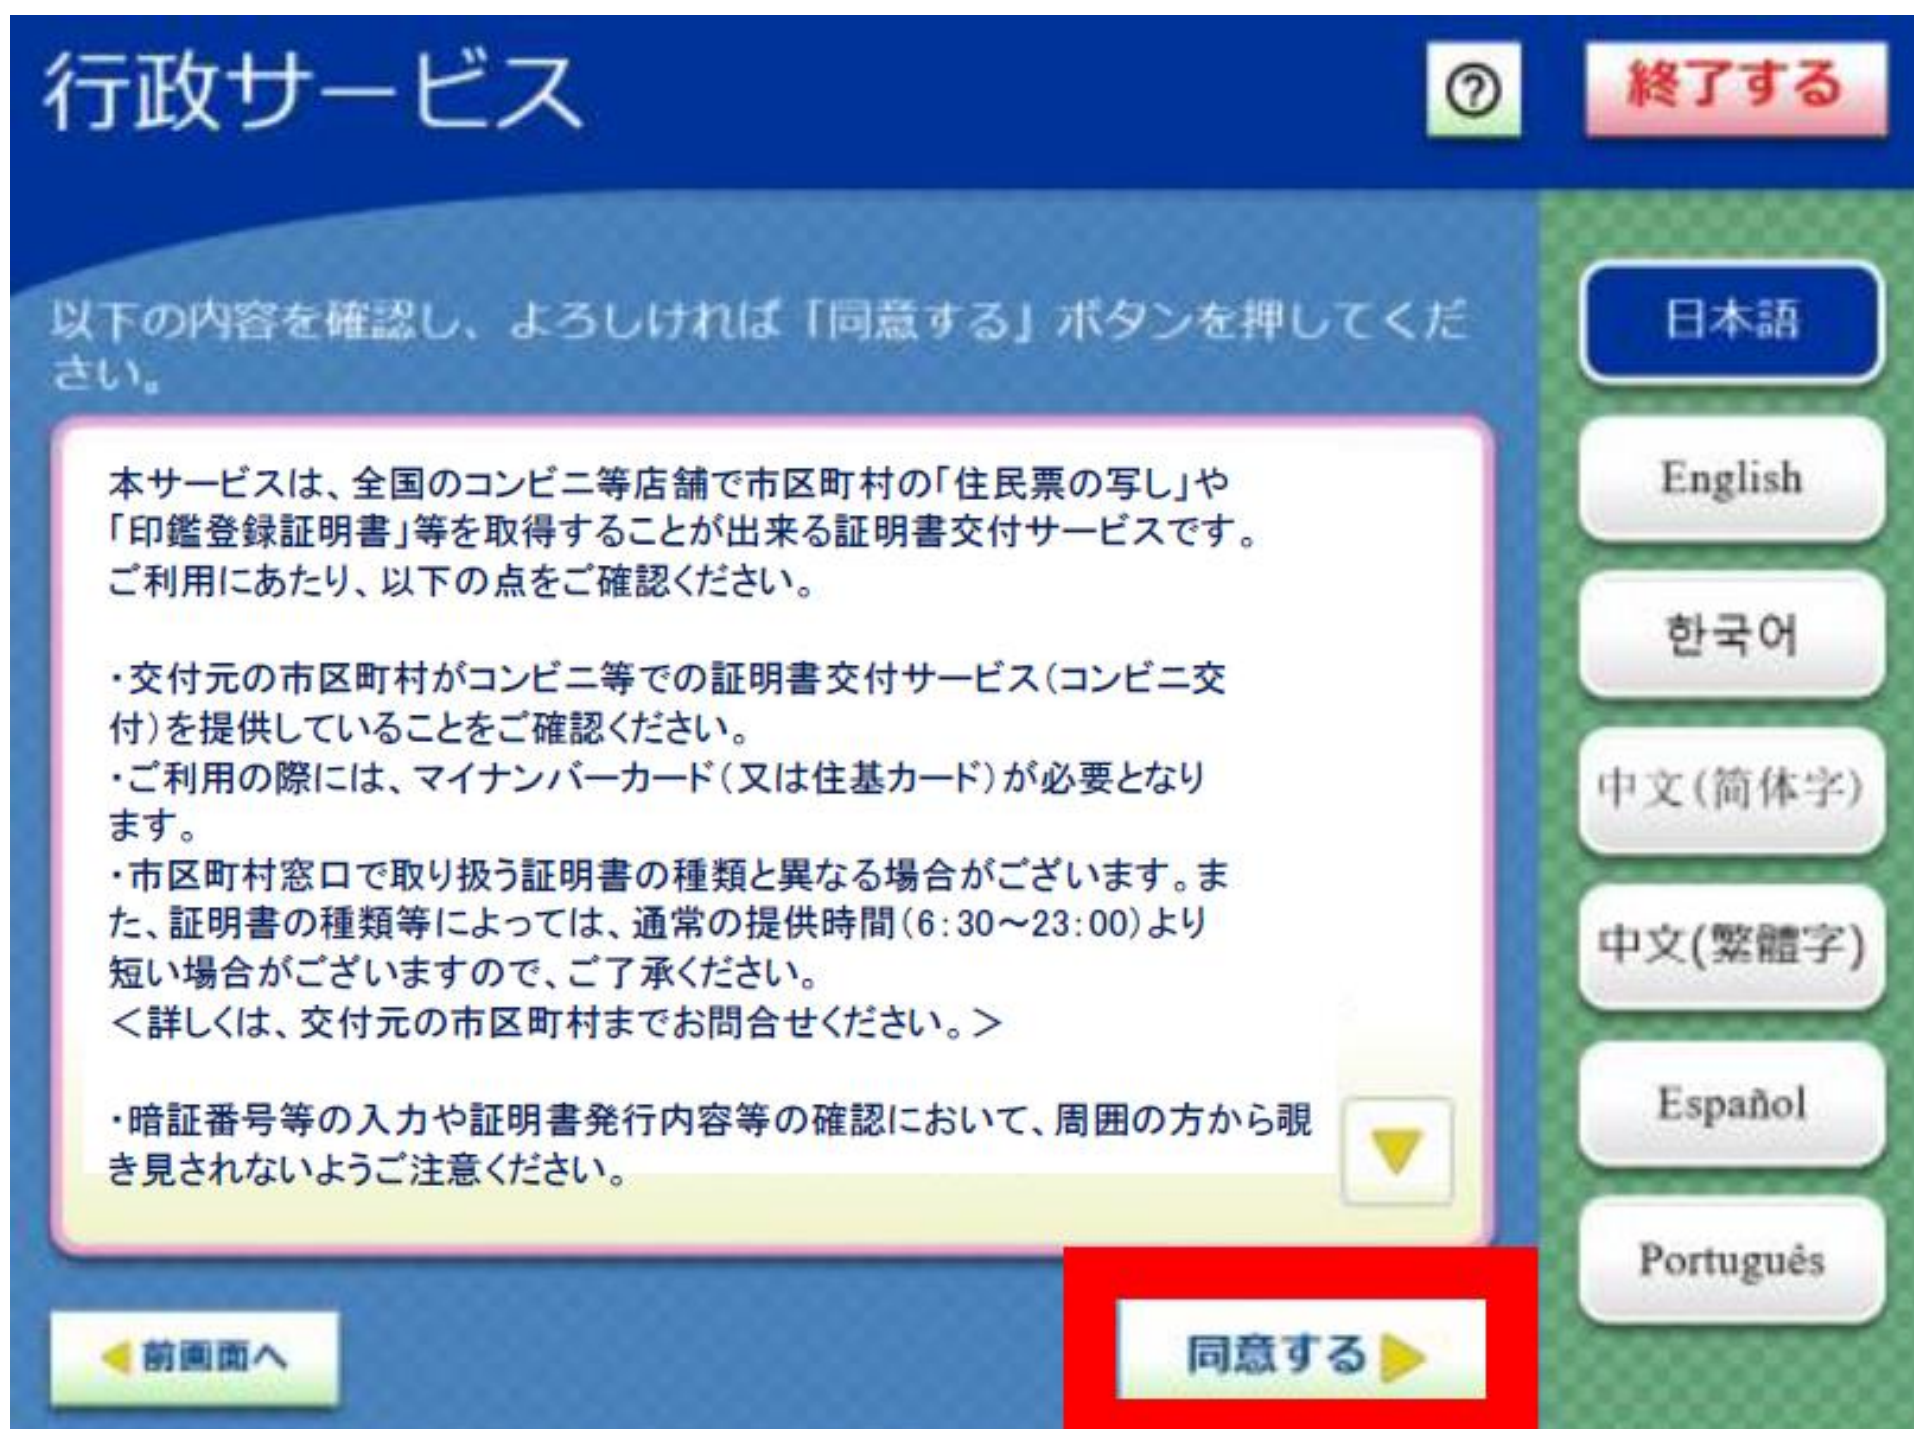 行政サービス
?
終了する
以下の内容を確認し、よろしければ「同意する」ボタンを押してくだ
さい。
本サービスは、全国のコンビニ等店舗で市区町村の「住民票の写し」や
「印鑑登録証明書」等を取得することが出来る証明書交付サービスです。
ご利用にあたり、以下の点をご確認ください。
・交付元の市区町村がコンビニ等での証明書交付サービス(コンビニ交
付)を提供していることをご確認ください。
・ご利用の際には、マイナンバーカード(又は住基カード)が必要となり
ます。
・市区町村窓口で取り扱う証明書の種類と異なる場合がございます。ま
た、証明書の種類等によっては、通常の提供時間(6:30～23:00)より
短い場合がございますので、ご了承ください。
＜詳しくは、交付元の市区町村までお問合せください。＞
・暗証番号等の入力や証明書発行内容等の確認において、周囲の方から覗
き見されないようご注意ください。
前画面へ
同意する
日本語
English
한국어
中文(简体字)
中文(繁體字)
Español
Português